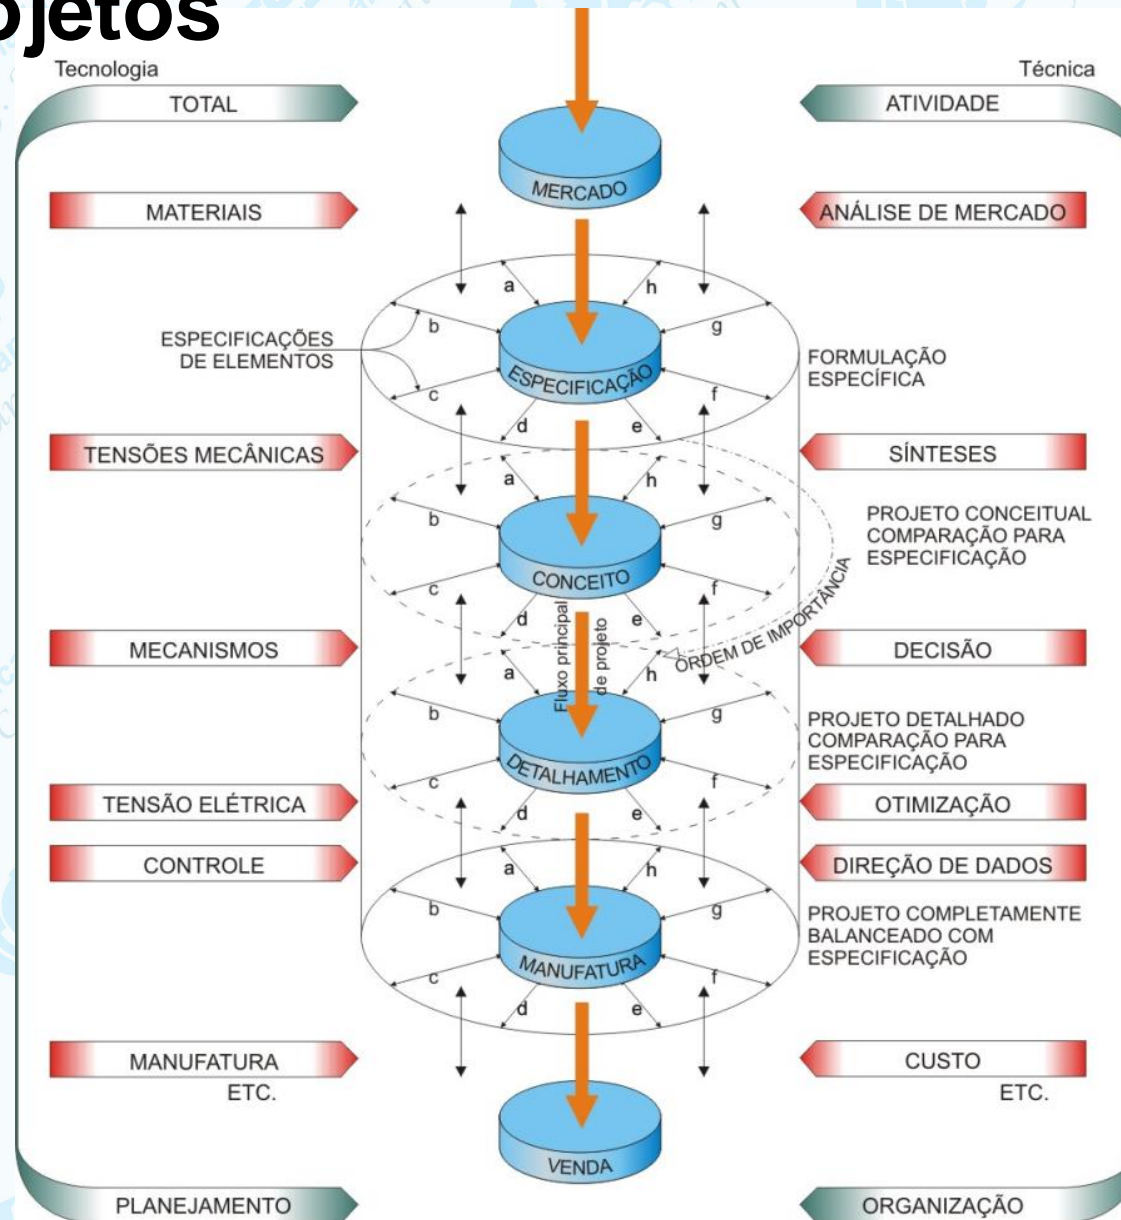 ojetos
Tecnologia
Técnica
TOTAL
ATIVIDADE
MERCADO
MATERIAIS
ANÁLISE DE MERCADO
a
h
b
g
ESPECIFICAÇÕES
DE ELEMENTOS
ESPECIFICAÇÃO
FORMULAÇÃO
ESPECÍFICA
c
f
d
e
TENSÕES MECÂNICAS
SÍNTESES
a
h
b
g
PROJETO CONCEITUAL
COMPARAÇÃO PARA
ESPECIFICAÇÃO
CONCEITO
c
f
d
e
ORDEM DE IMPORTÂNCIA
Fluxo principal
de projeto
MECANISMOS
DECISÃO
a
h
b
g
PROJETO DETALHADO
COMPARAÇÃO PARA
ESPECIFICAÇÃO
DETALHAMENTO
c
f
d
e
TENSÃO ELÉTRICA
OTIMIZAÇÃO
CONTROLE
DIREÇÃO DE DADOS
a
h
b
g
PROJETO COMPLETAMENTE
BALANCEADO COM
ESPECIFICAÇÃO
MANUFATURA
c
f
d
e
MANUFATURA
ETC.
CUSTO
ETC.
VENDA
PLANEJAMENTO
ORGANIZAÇÃO